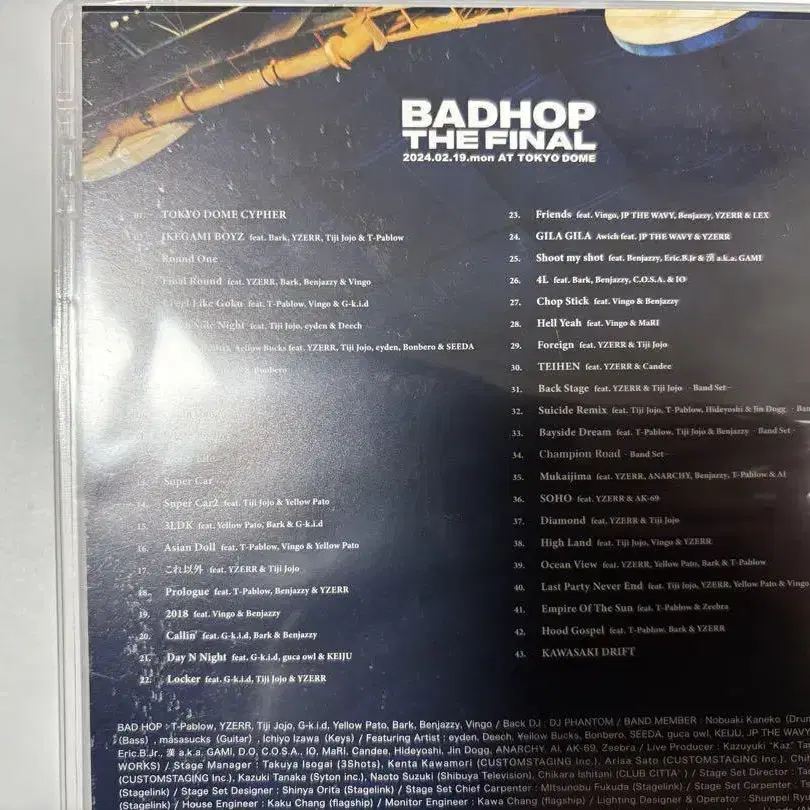 BADHOP
THE FINAL
2024.02.19.mon AT TOKYO DOME
01. TOKYO DOME CYPHER
IKEGAMI BOYZ feat. Bark, YZERR, Tiji Jojo & T-Pablow
Round One
Final Round feat. YZERR, Bark, Benjazzy & Vingo
I Feel Like Goku feat. T-Pablow, Vingo & G-k.i.d
Night feat. Tiji Jojo, eyden & Deech
Yellow Bucks feat. YZERR, Tiji Jojo, eyden, Bonbero & SEEDA
Bonbero
13. Super Car
14. Super Car2 feat. Tiji Jojo & Yellow Pato
15. 3LDK feat. Yellow Pato, Bark & G-k.i.d
16. Asian Doll feat. T-Pablow, Vingo & Yellow Pato
17. これ以外 feat. YZERR & Tiji Jojo
18. Prologue feat. T-Pablow, Benjazzy & YZERR
19. 2018 feat. Vingo & Benjazzy
20. Callin' feat. G-k.i.d, Bark & Benjazzy
21. Day N Night feat. G-k.i.d, guca owl & KEIJU
22. Locker feat. G-k.i.d, Tiji Jojo & YZERR
23. Friends feat. Vingo, JP THE WAVY, Benjazzy, YZERR & LEX
24. GILA GILA Awich feat. JP THE WAVY & YZERR
25. Shoot my shot feat. Benjazzy, Eric.B.Jr & 漢 a.k.a. GAMI
26. 4L feat. Bark, Benjazzy, C.O.S.A. & IO
27. Chop Stick feat. Vingo & Benjazzy
28. Hell Yeah feat. Vingo & MaRI
29. Foreign feat. YZERR & Tiji Jojo
30. TEIHEN feat. YZERR & Candee
31. Back Stage feat. YZERR & Tiji Jojo -Band Set-
32. Suicide Remix feat. Tiji Jojo, T-Pablow, Hideyoshi & Jin Dogg -Ban
33. Bayside Dream feat. T-Pablow, Tiji Jojo & Benjazzy -Band Set-
34. Champion Road -Band Set-
35. Mukaijima feat. YZERR, ANARCHY, Benjazzy, T-Pablow & AI
36. SOHO feat. YZERR & AK-69
37. Diamond feat. YZERR & Tiji Jojo
38. High Land feat. Tiji Jojo, Vingo & YZERR
39. Ocean View feat. YZERR, Yellow Pato, Bark & T-Pablow
40. Last Party Never End feat. Tiji Jojo, YZERR, Yellow Pato & Vingo
41. Empire Of The Sun feat. T-Pablow & Zeebra
42. Hood Gospel feat. T-Pablow, Bark & YZERR
43. KAWASAKI DRIFT
BAD HOP : T-Pablow, YZERR, Tiji Jojo, G-k.i.d, Yellow Pato, Bark, Benjazzy, Vingo / Back DJ : DJ PHANTOM / BAND MEMBER : Nobuaki Kaneko (Drum
(Bass) , masasucks (Guitar) , Ichiyo Izawa (Keys) / Featuring Artist : eyden, Deech, Yellow Bucks, Bonbero, SEEDA, guca owl, KEIJU, JP THE WAVY
Eric.B.Jr., 漢 a.k.a. GAMI, D.O, C.O.S.A., IO, MaRI, Candee, Hideyoshi, Jin Dogg, ANARCHY, AI, AK-69, Zeebra / Live Producer : Kazuyuki "Kaz" Ta
WORKS) / Stage Manager : Takuya Isogai (3Shots), Kenta Kawamori (CUSTOMSTAGING Inc.), Arisa Sato (CUSTOMSTAGING Inc.), Chih
(CUSTOMSTAGING Inc.), Kazuki Tanaka (Syton inc.), Naoto Suzuki (Shibuya Television), Chikara Ishitani (CLUB CITTA') / Stage Set Director : Ta
(Stagelink) / Stage Set Designer : Shinya Orita (Stagelink) / Stage Set Chief Carpenter : Mitsunobu Fukuda (Stagelink) / Stage Set Carpenter :
(Stagelink) / House Engineer : Kaku Chang (flagship) / Monitor Engineer : Kawa Chang (flagship) / Lighting Designer & Shumpei Ryu